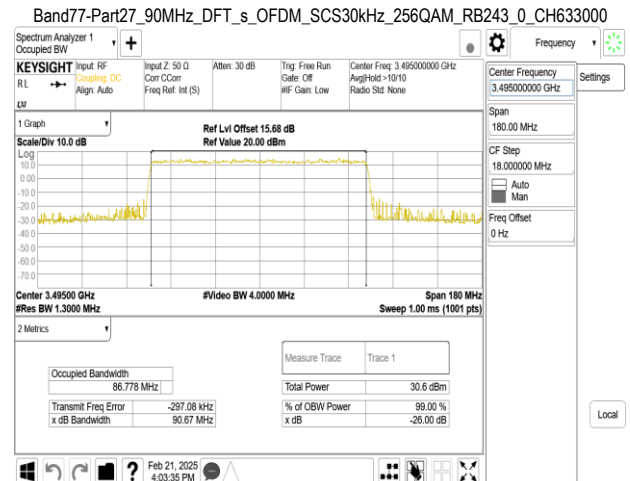 Band77-Part27_90MHz_DFT_s_OFDM_SCS30kHz_256QAM_RB243_0_CH633000
Spectrum Analyzer 1
Occupied BW
Frequency
KEYSIGHT
Input: RF
Coupling: DC
Align: Auto
Input Z: 50 Ω
Corr CCorr
Freq Ref: Int (S)
Atten: 30 dB
Trig: Free Run
Gate: Off
#IF Gain: Low
Center Freq: 3.495000000 GHz
Avg|Hold:>10/10
Radio Std: None
RL
LXI
Center Frequency
3.495000000 GHz
Settings
Span
180.00 MHz
CF Step
18.000000 MHz
Auto
Man
Freq Offset
0 Hz
1 Graph
Ref Lvl Offset 15.68 dB
Scale/Div 10.0 dB
Ref Value 20.00 dBm
Log
10.0
0.00
-10.0
-20.0
-30.0
-40.0
-50.0
-60.0
-70.0
Center 3.49500 GHz
#Video BW 4.0000 MHz
Span 180 MHz
#Res BW 1.3000 MHz
Sweep 1.00 ms (1001 pts)
2 Metrics
Measure Trace
Trace 1
Occupied Bandwidth
86.778 MHz
Total Power
30.6 dBm
Transmit Freq Error
-297.08 kHz
% of OBW Power
99.00 %
x dB Bandwidth
90.67 MHz
x dB
-26.00 dB
Local
?
Feb 21, 2025
4:03:35 PM